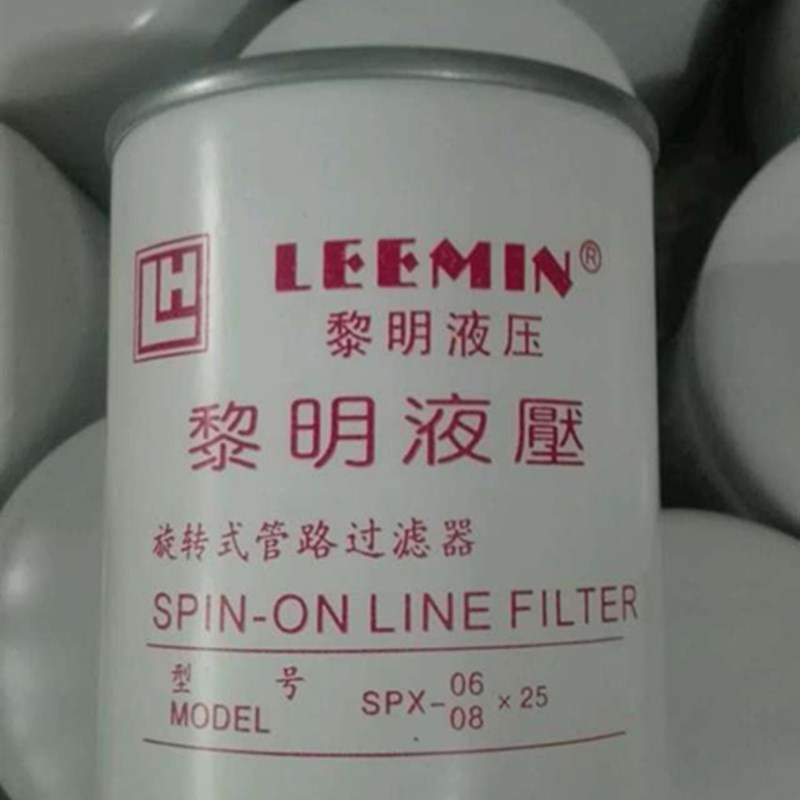 LH
LEEMIN®
黎明液压
黎明液壓
旋转式管路过滤器
SPIN-ON LINE FILTER
型 号
MODEL SPX-06/08×25